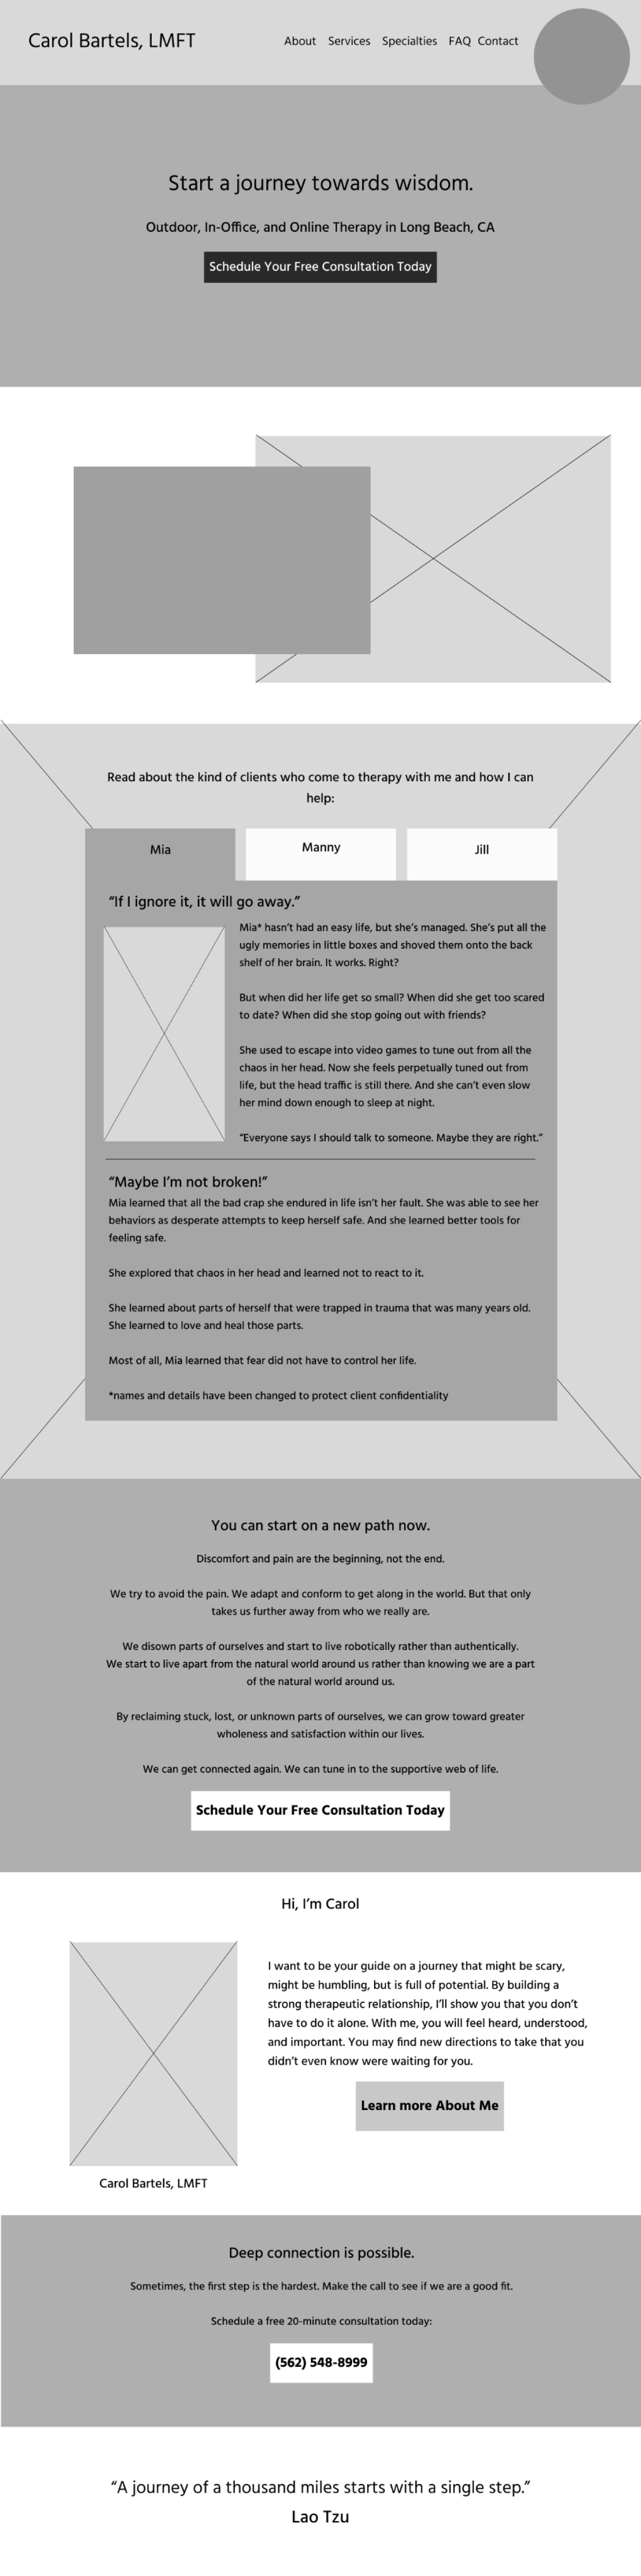 Carol Bartels, LMFT
About Services Specialties FAQ Contact
Start a journey towards wisdom.
Outdoor, In-Office, and Online Therapy in Long Beach, CA
Schedule Your Free Consultation Today
Read about the kind of clients who come to therapy with me and how I can
help:
Mia
Manny
Jill
“If I ignore it, it will go away.”
Mia* hasn’t had an easy life, but she’s managed. She’s put all the
ugly memories in little boxes and shoved them onto the back
shelf of her brain. It works. Right?
But when did her life get so small? When did she get too scared
to date? When did she stop going out with friends?
She used to escape into video games to tune out from all the
chaos in her head. Now she feels perpetually tuned out from
life, but the head traffic is still there. And she can’t even slow
her mind down enough to sleep at night.
“Everyone says I should talk to someone. Maybe they are right.”
“Maybe I’m not broken!”
Mia learned that all the bad crap she endured in life isn’t her fault. She was able to see her
behaviors as desperate attempts to keep herself safe. And she learned better tools for
feeling safe.
She explored that chaos in her head and learned not to react to it.
She learned about parts of herself that were trapped in trauma that was many years old.
She learned to love and heal those parts.
Most of all, Mia learned that fear did not have to control her life.
*names and details have been changed to protect client confidentiality
You can start on a new path now.
Discomfort and pain are the beginning, not the end.
We try to avoid the pain. We adapt and conform to get along in the world. But that only
takes us further away from who we really are.
We disown parts of ourselves and start to live robotically rather than authentically.
We start to live apart from the natural world around us rather than knowing we are a part
of the natural world around us.
By reclaiming stuck, lost, or unknown parts of ourselves, we can grow toward greater
wholeness and satisfaction within our lives.
We can get connected again. We can tune in to the supportive web of life.
Schedule Your Free Consultation Today
Hi, I’m Carol
I want to be your guide on a journey that might be scary,
might be humbling, but is full of potential. By building a
strong therapeutic relationship, I’ll show you that you don’t
have to do it alone. With me, you will feel heard, understood,
and important. You may find new directions to take that you
didn’t even know were waiting for you.
Learn more About Me
Carol Bartels, LMFT
Deep connection is possible.
Sometimes, the first step is the hardest. Make the call to see if we are a good fit.
Schedule a free 20-minute consultation today:
(562) 548-8999
“A journey of a thousand miles starts with a single step.”
Lao Tzu